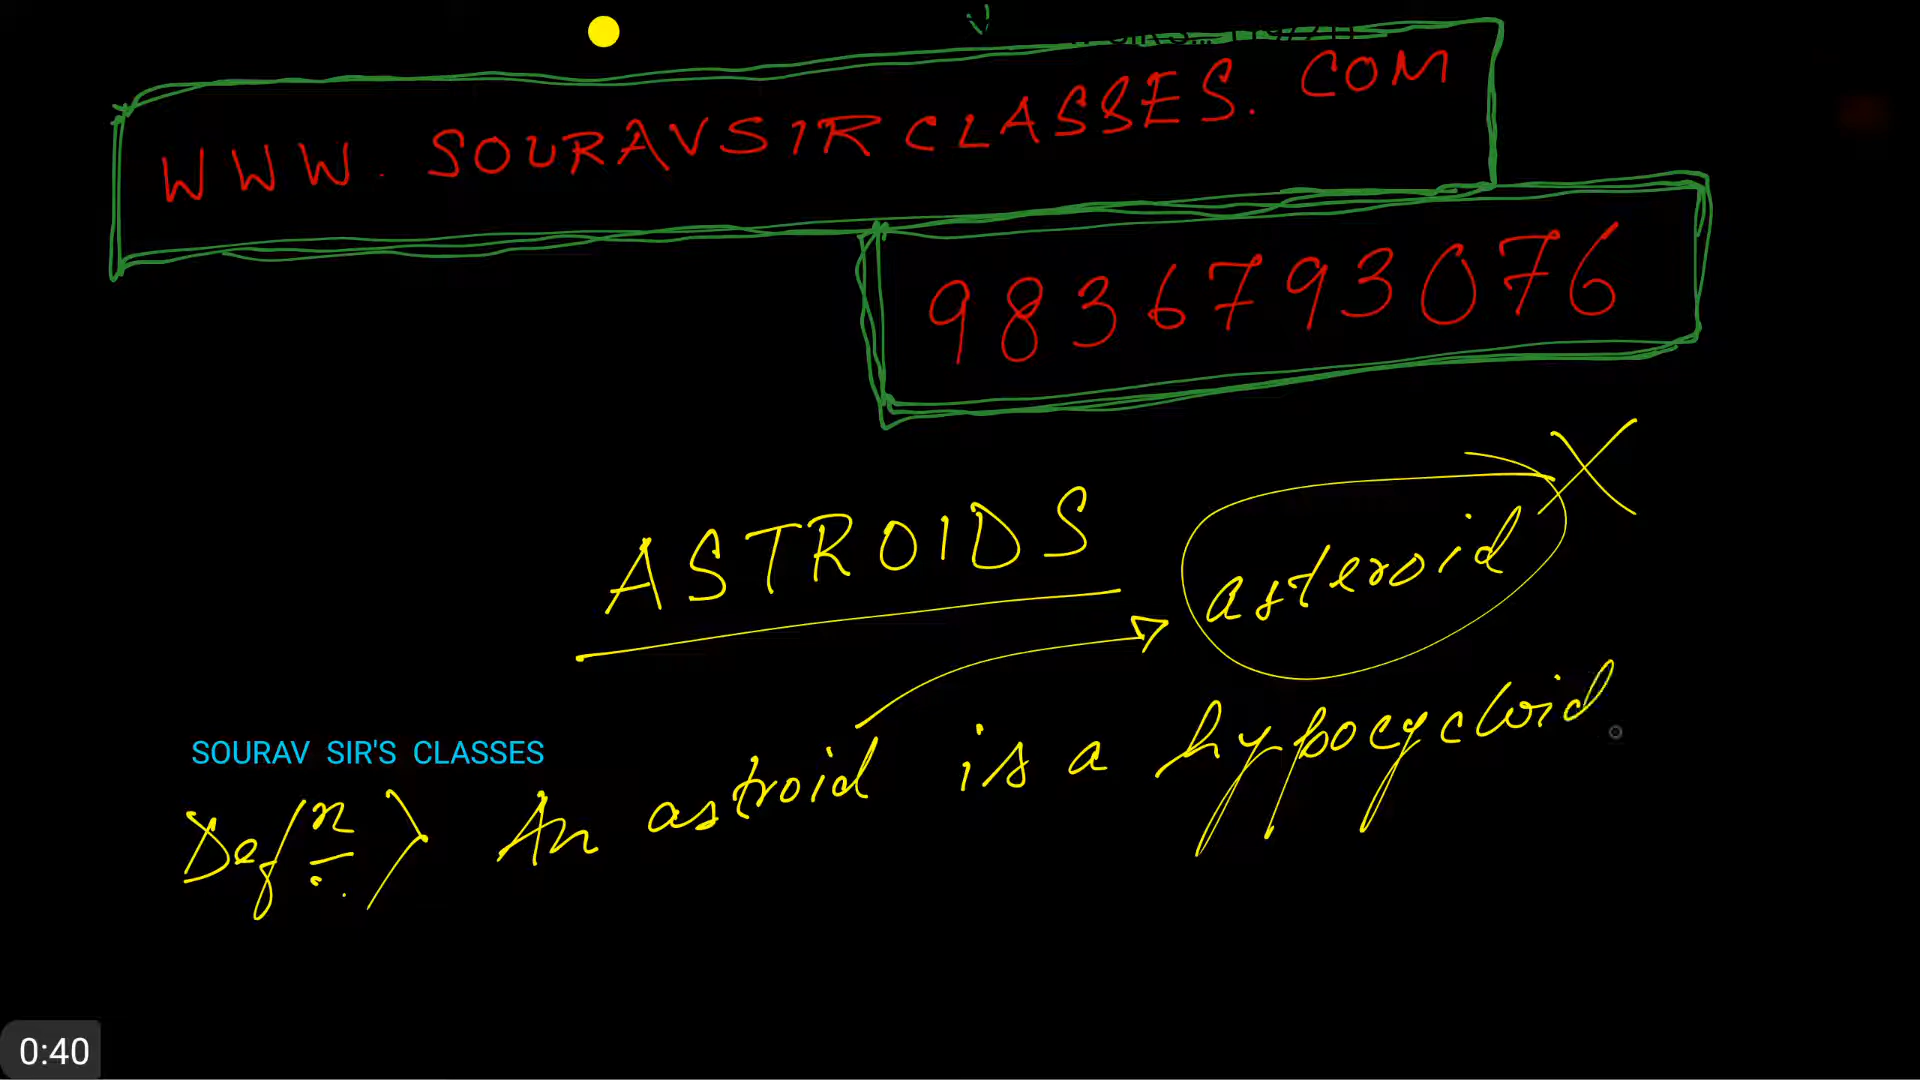 WWW. SOURAVSIRCLASSES. COM
9836793076
ASTROIDS
asteroid X
SOURAV SIR'S CLASSES
Defn An astroid is a hypocycloid
0:40